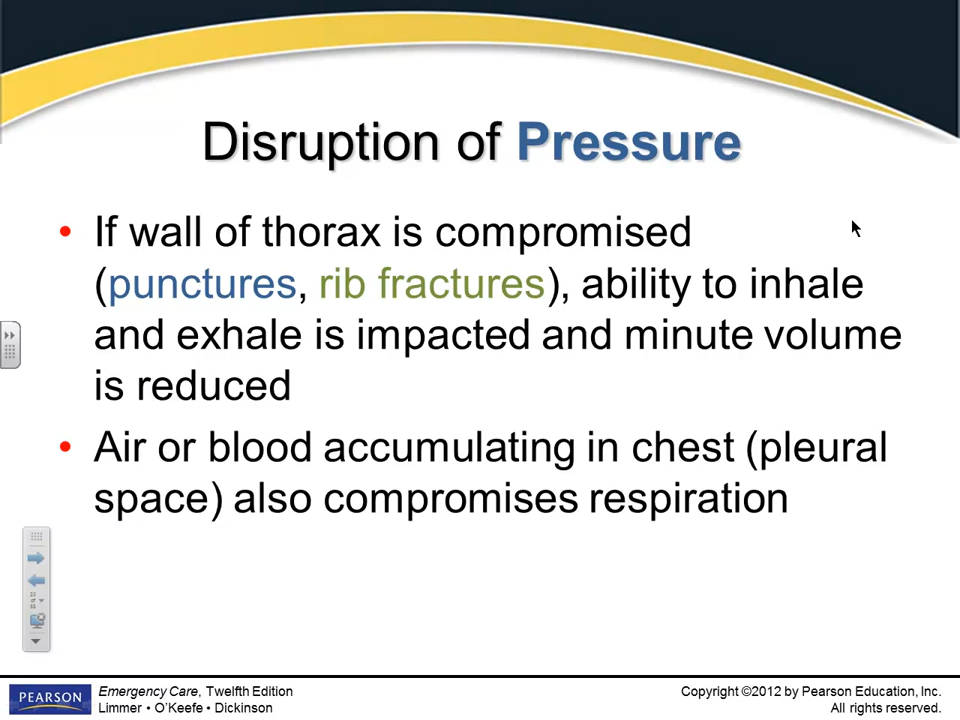 Disruption of Pressure
• If wall of thorax is compromised
(punctures, rib fractures), ability to inhale
and exhale is impacted and minute volume
is reduced
• Air or blood accumulating in chest (pleural
space) also compromises respiration
PEARSON
Emergency Care, Twelfth Edition
Limmer • O'Keefe • Dickinson
Copyright ©2012 by Pearson Education, Inc.
All rights reserved.